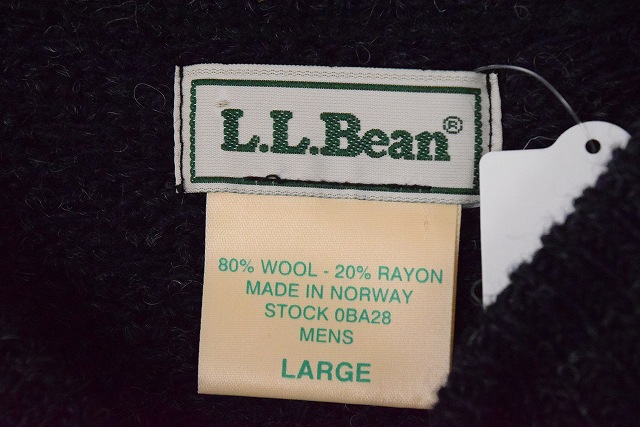 L.L.Bean®
80% WOOL - 20% RAYON
MADE IN NORWAY
STOCK 0BA28
MENS
LARGE